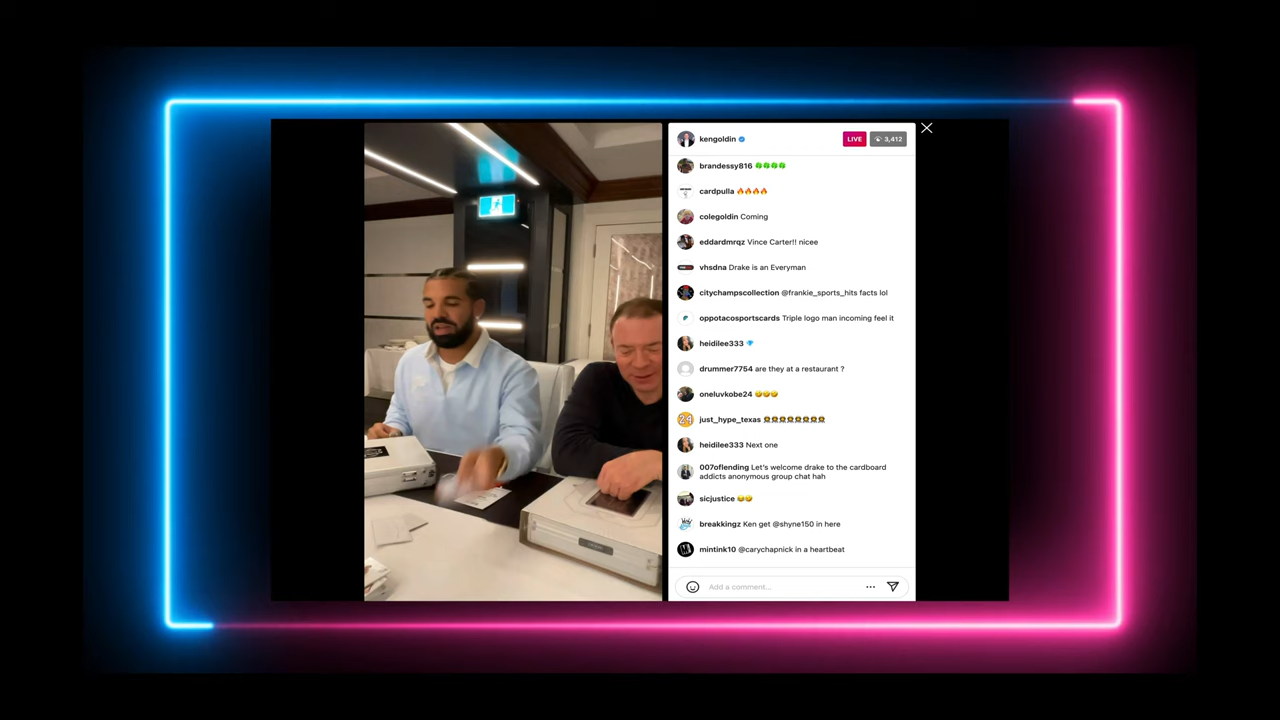 kengoldin
LIVE
3,412
brandessy816 🍀🍀🍀🍀
cardpulla 🔥🔥🔥🔥
colegoldin Coming
eddardmrqz Vince Carter!! nicee
vhsdna Drake is an Everyman
citychampscollection @frankie_sports_hits facts lol
oppotacosportscards Triple logo man incoming feel it
heidilee333 💎
drummer7754 are they at a restaurant ?
oneluvkobe24 🤣🤣🤣
just_hype_texas
heidilee333 Next one
007oflending Let's welcome drake to the cardboard
addicts anonymous group chat hah
sicjustice 😂🤣
breakkingz Ken get @shyne150 in here
mintink10 @carychapnick in a heartbeat
Add a comment...